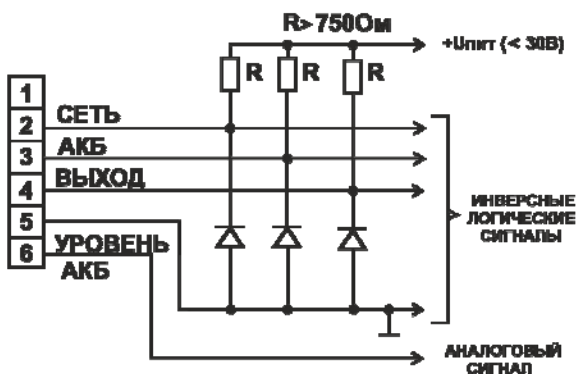 R>750Ом
+Uпит (< 30В)
R R R
1
2 СЕТЬ
3 АКБ
4 ВЫХОД
5
6 УРОВЕНЬ
АКБ
ИНВЕРСНЫЕ
ЛОГИЧЕСКИЕ
СИГНАЛЫ
АНАЛОГОВЫЙ
СИГНАЛ